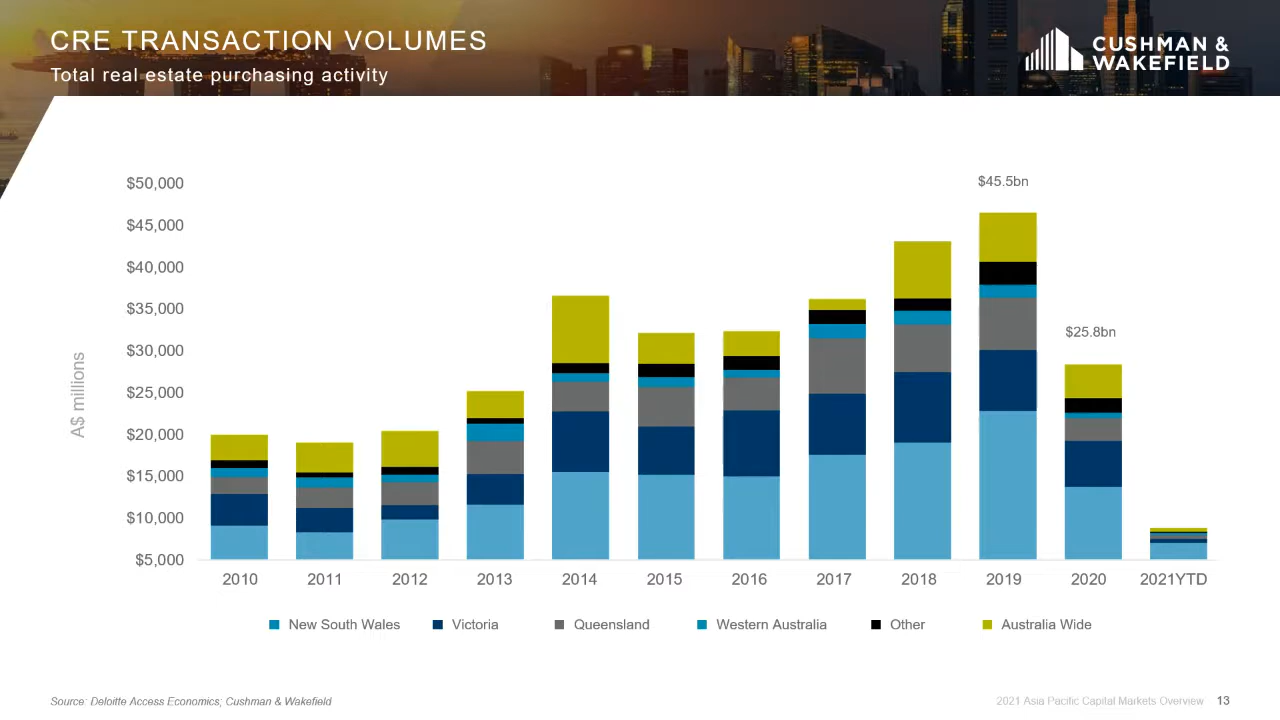 CRE TRANSACTION VOLUMES
Total real estate purchasing activity
CUSHMAN &
WAKEFIELD
$50,000
$45,000
$40,000
$35,000
$30,000
$25,000
$20,000
$15,000
$10,000
$5,000
A$ millions
$45.5bn
$25.8bn
2010 2011 2012 2013 2014 2015 2016 2017 2018 2019 2020 2021YTD
New South Wales Victoria Queensland Western Australia Other Australia Wide
Source: Deloitte Access Economics; Cushman & Wakefield
2021 Asia Pacific Capital Markets Overview 13